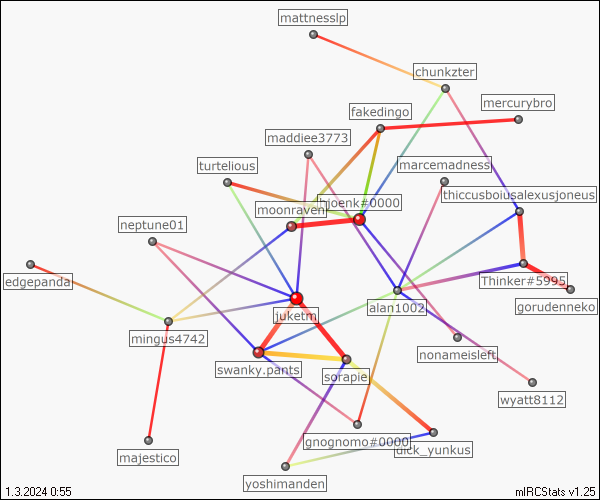 mattnesslp
chunkzter
mercurybro
fakedingo
maddiee3773
marcemadness
turtelious
thiccusboiusalexusjoneus
moonraven
hjoenk#0000
neptune01
edgepanda
Thinker#5995
gorudenneko
juketm
alan1002
mingus4742
nonameisleft
swanky.pants
sorapie
wyatt8112
gnognomo#0000
dick_yunkus
majestico
yoshimanden
1.3.2024 0:55
mIRCStats v1.25